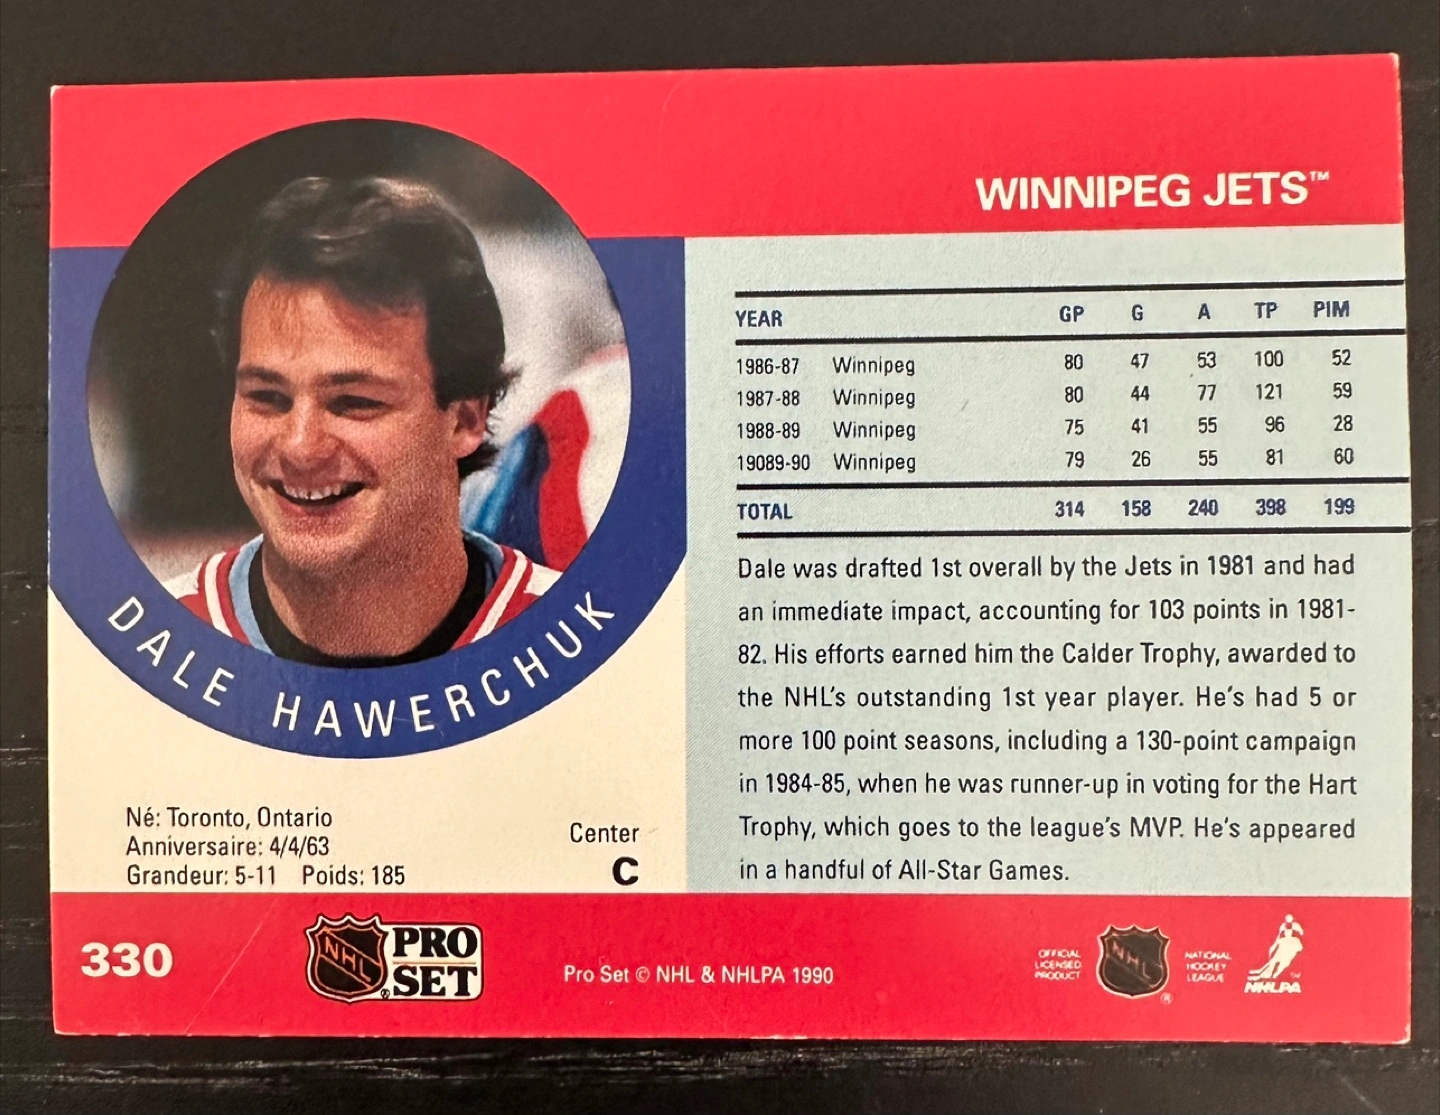 WINNIPEG JETS™
YEAR GP G A TP PIM
1986-87 Winnipeg 80 47 53 100 52
1987-88 Winnipeg 80 44 77 121 59
1988-89 Winnipeg 75 41 55 96 28
19089-90 Winnipeg 79 26 55 81 60
TOTAL 314 158 240 398 199
Dale was drafted 1st overall by the Jets in 1981 and had
an immediate impact, accounting for 103 points in 1981-
82. His efforts earned him the Calder Trophy, awarded to
the NHL's outstanding 1st year player. He's had 5 or
more 100 point seasons, including a 130-point campaign
in 1984-85, when he was runner-up in voting for the Hart
Trophy, which goes to the league's MVP. He's appeared
in a handful of All-Star Games.
DALE HAWERCHUK
Né: Toronto, Ontario
Anniversaire: 4/4/63
Grandeur: 5-11 Poids: 185
Center
C
330
NHL
PRO
SET
Pro Set © NHL & NHLPA 1990
OFFICIAL
LICENSED
PRODUCT
NHL
®
NATIONAL
HOCKEY
LEAGUE
™
NHLPA